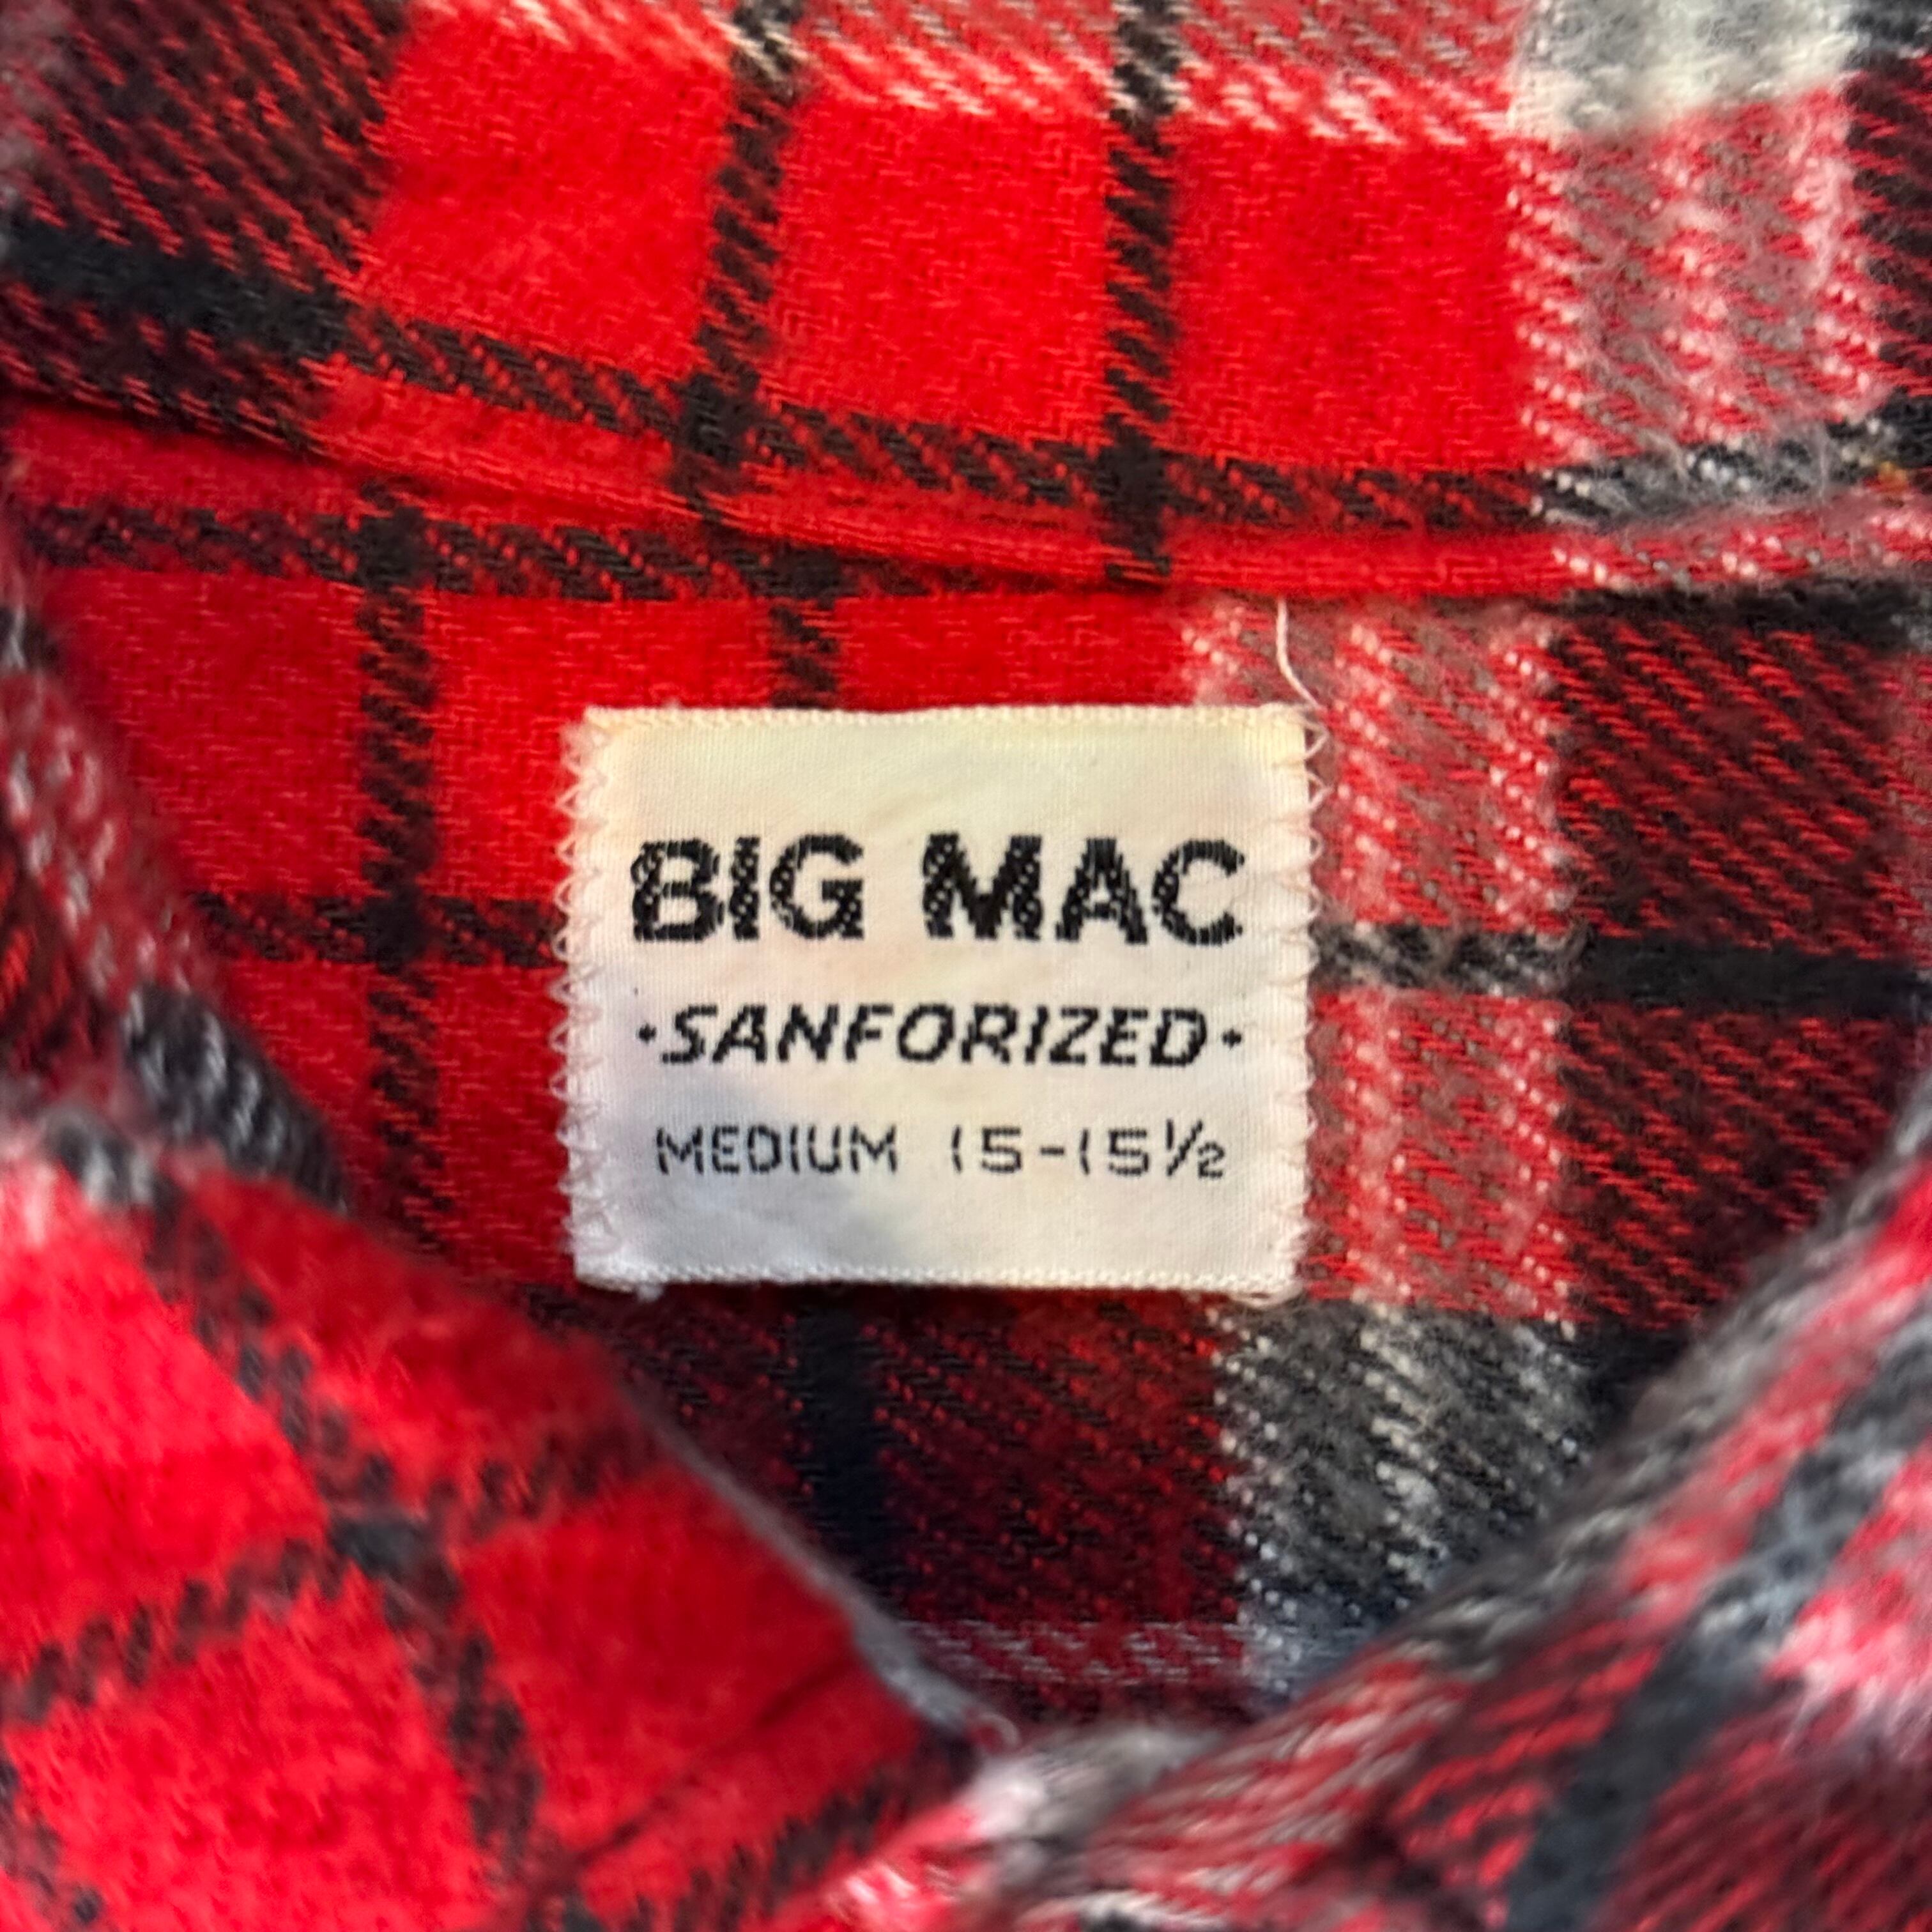 BIG MAC
·SANFORIZED·
MEDIUM 15-15½